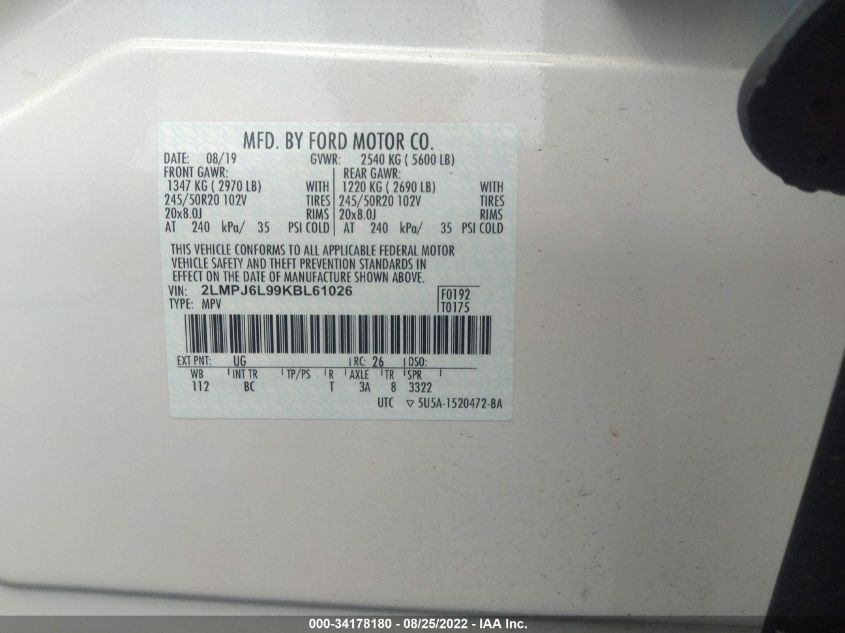 MFD. BY FORD MOTOR CO.
DATE: 08/19 GVWR: 2540 KG ( 5600 LB)
FRONT GAWR: REAR GAWR:
1347 KG ( 2970 LB) WITH 1220 KG ( 2690 LB) WITH
245/50R20 102V TIRES 245/50R20 102V TIRES
20x8.0J RIMS 20x8.0J RIMS
AT 240 kPa/ 35 PSI COLD AT 240 kPa/ 35 PSI COLD
THIS VEHICLE CONFORMS TO ALL APPLICABLE FEDERAL MOTOR
VEHICLE SAFETY AND THEFT PREVENTION STANDARDS IN
EFFECT ON THE DATE OF MANUFACTURE SHOWN ABOVE.
VIN: 2LMPJ6L99KBL61026 F0192
TYPE: MPV T0175
EXT PNT: UG RC: 26 DSO:
WB INT TR TP/PS R AXLE TR SPR
112 BC T 3A 8 3322
UTC ▽ 5U5A-1520472-BA
000-34178180 - 08/25/2022 - IAA Inc.